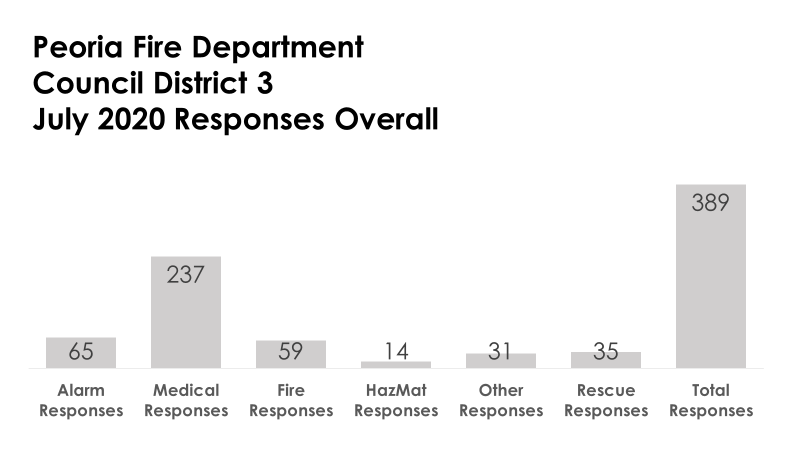 Peoria Fire Department
Council District 3
July 2020 Responses Overall
65
237
59
14
31
35
389
Alarm
Responses
Medical
Responses
Fire
Responses
HazMat
Responses
Other
Responses
Rescue
Responses
Total
Responses